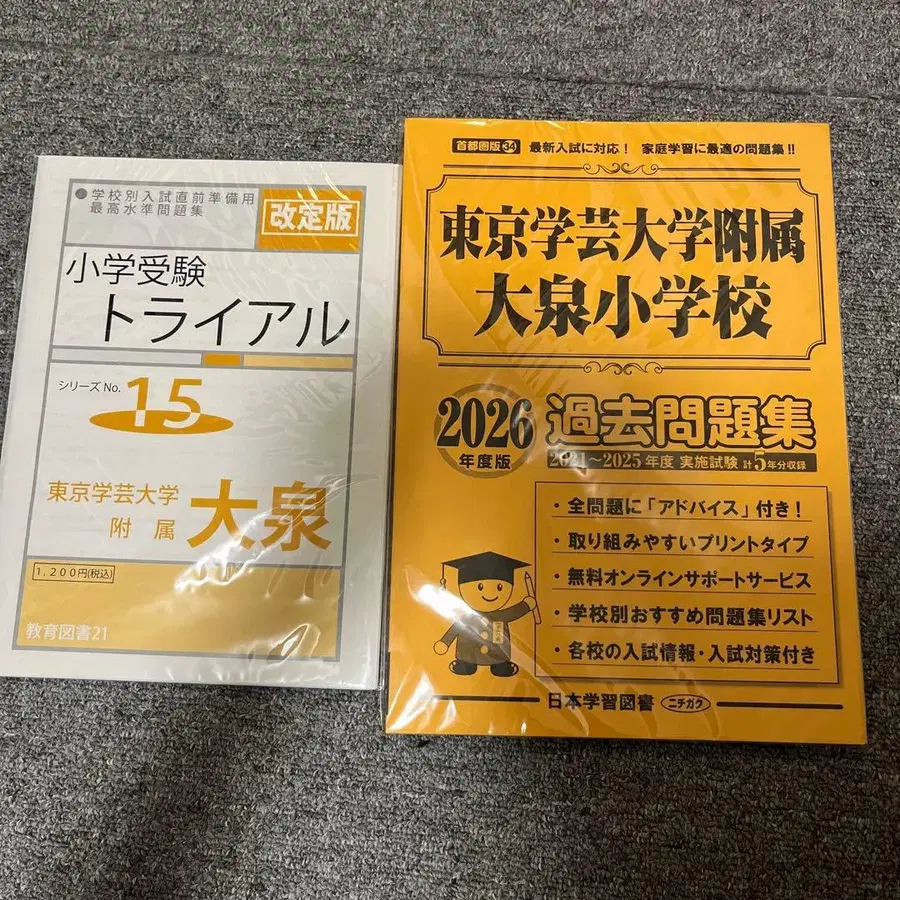 ● 学校別入試直前準備用
最高水準問題集
改定版
小学受験
トライアル
シリーズ No. 15
東京学芸大学
附属 大泉
1,200円(税込)
教育図書21
首都圏版34 最新入試に対応! 家庭学習に最適の問題集!!
東京学芸大学附属
大泉小学校
2026年度版
過去問題集
2021~2025年度 実施試験 計5年分収録
・全問題に「アドバイス」付き!
・取り組みやすいプリントタイプ
・無料オンラインサポートサービス
・学校別おすすめ問題集リスト
・各校の入試情報・入試対策付き
日本学習図書 ニチガク